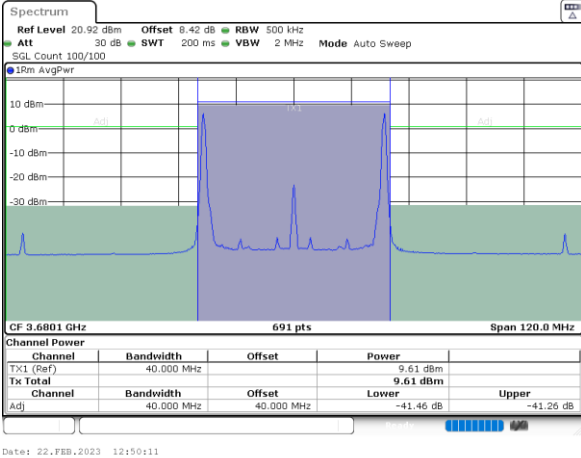 Spectrum
Ref Level 20.92 dBm Offset 8.42 dB RBW 500 kHz
Att 30 dB SWT 200 ms VBW 2 MHz Mode Auto Sweep
SGL Count 100/100
1Rm AvgPwr
TX1
10 dBm
Adj Adj
0 dBm
-10 dBm
-20 dBm
-30 dBm
CF 3.6801 GHz 691 pts Span 120.0 MHz
Channel Power
Channel Bandwidth Offset Power
TX1 (Ref) 40.000 MHz 9.61 dBm
Tx Total 9.61 dBm
Channel Bandwidth Offset Lower Upper
Adj 40.000 MHz 40.000 MHz -41.46 dB -41.26 dB
Ready
Date: 22.FEB.2023 12:50:11